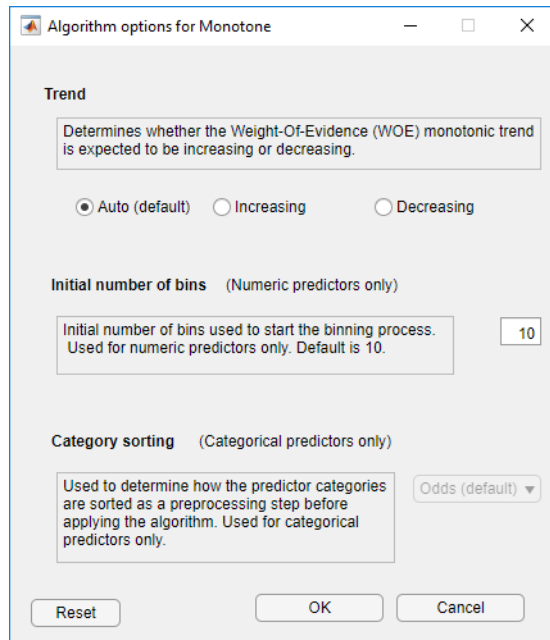 Algorithm options for Monotone
Trend
Determines whether the Weight-Of-Evidence (WOE) monotonic trend
is expected to be increasing or decreasing.
Auto (default) Increasing Decreasing
Initial number of bins (Numeric predictors only)
Initial number of bins used to start the binning process.
Used for numeric predictors only. Default is 10.
10
Category sorting (Categorical predictors only)
Used to determine how the predictor categories
are sorted as a preprocessing step before
applying the algorithm. Used for categorical
predictors only.
Odds (default)
Reset OK Cancel